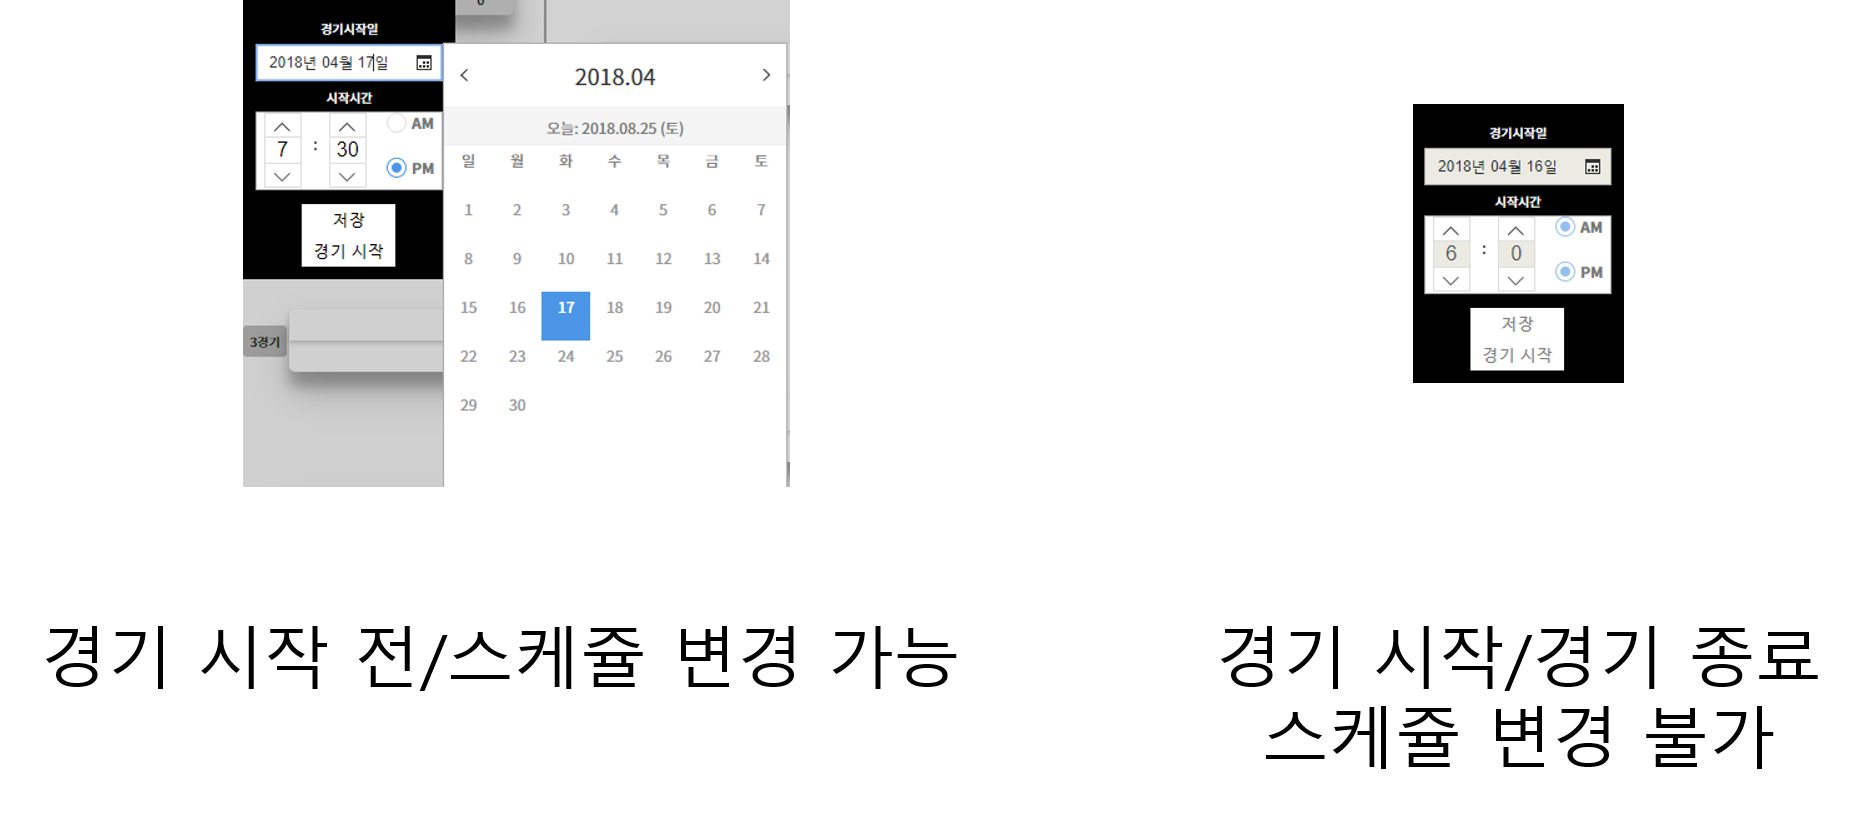 0
경기시작일
2018년 04월 17일
시작시간
7 : 30
AM
PM
저장
경기 시작
3경기
2018.04
오늘: 2018.08.25 (토)
일 월 화 수 목 금 토
1 2 3 4 5 6 7
8 9 10 11 12 13 14
15 16 17 18 19 20 21
22 23 24 25 26 27 28
29 30
경기시작일
2018년 04월 16일
시작시간
6 : 0
AM
PM
저장
경기 시작
경기 시작 전/스케쥴 변경 가능
경기 시작/경기 종료
스케쥴 변경 불가